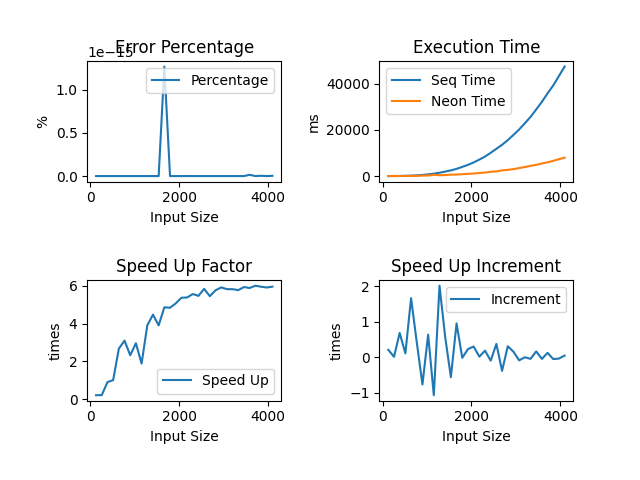 Error Percentage
1e−15
Percentage
1.0
0.5
0.0
%
0
2000
4000
Input Size
Execution Time
Seq Time
Neon Time
40000
20000
0
ms
0
2000
4000
Input Size
Speed Up Factor
6
4
2
0
times
Speed Up
0
2000
4000
Input Size
Speed Up Increment
Increment
2
1
0
−1
times
0
2000
4000
Input Size